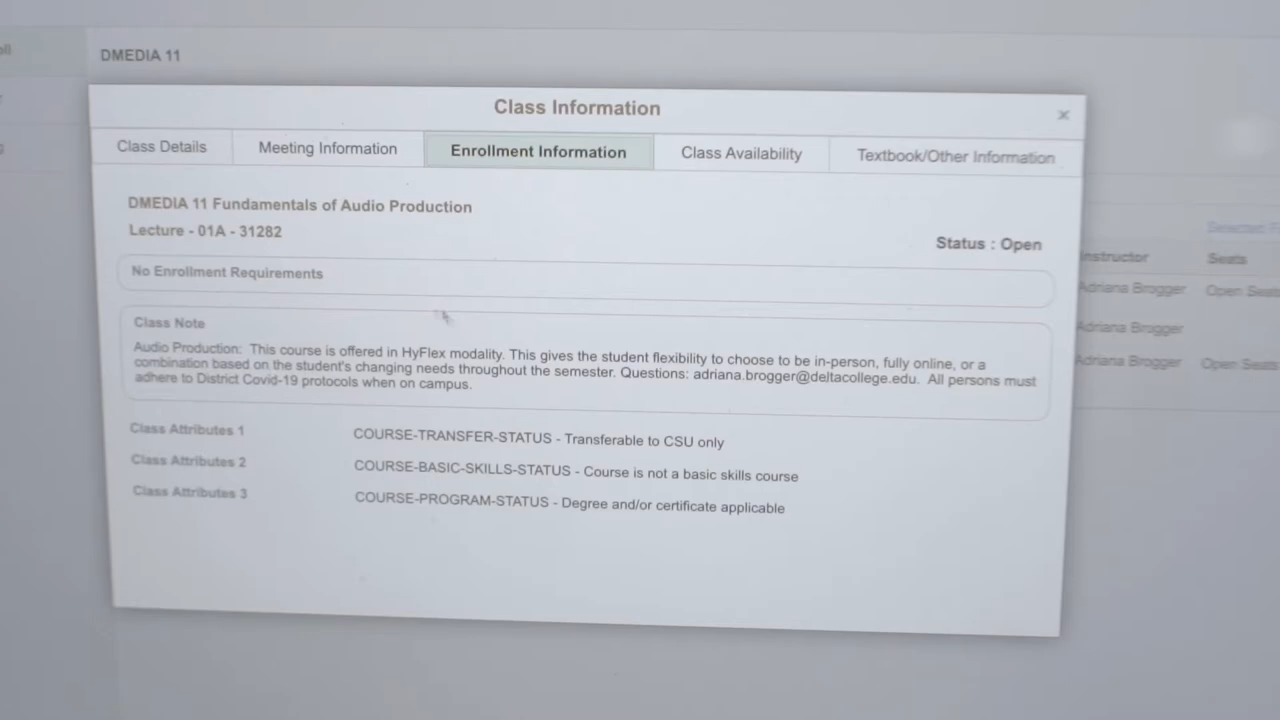 DMEDIA 11
Class Information
×
Class Details
Meeting Information
Enrollment Information
Class Availability
Textbook/Other Information
DMEDIA 11 Fundamentals of Audio Production
Lecture - 01A - 31282
Status : Open
No Enrollment Requirements
Class Note
Audio Production: This course is offered in HyFlex modality. This gives the student flexibility to choose to be in-person, fully online, or a
combination based on the student's changing needs throughout the semester. Questions: adriana.brogger@deltacollege.edu. All persons must
adhere to District Covid-19 protocols when on campus.
Class Attributes 1
COURSE-TRANSFER-STATUS - Transferable to CSU only
Class Attributes 2
COURSE-BASIC-SKILLS-STATUS - Course is not a basic skills course
Class Attributes 3
COURSE-PROGRAM-STATUS - Degree and/or certificate applicable
Instructor
Seats
Adriana Brogger
Open Seats
Adriana Brogger
Adriana Brogger
Open Seats